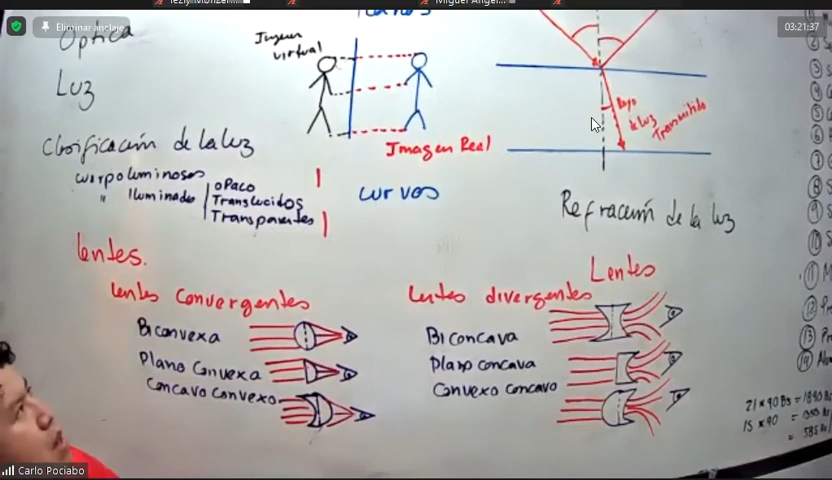 Eliminar anclaje
03:21:37
Óptica
Luz
Clasificación de la luz
cuerpo luminosos
" Iluminado
oPaco
Translucidos
Transparentes
Imagen
virtual
Imagen Real
curvos
Rayo
de luz
Transmitido
Refracción de la luz
lentes.
lentes convergentes
Biconvexa
Plano Convexa
Concavo convexo
Lentes
lentes divergentes
Biconcava
Plano concava
Convexo concavo
21 x 90 Bs = 1890 B
15 x 90
Carlo Pociabo